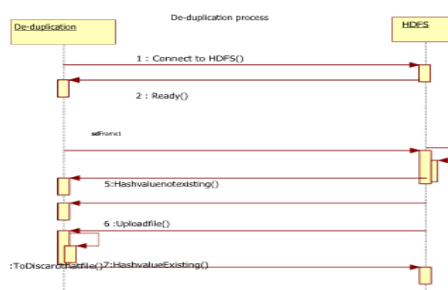 De-duplication process
De-duplication
HDFS
1 : Connect to HDFS()
2 : Ready()
sdFrame1
5:Hashvaluenotexisting()
6 :Uploadfile()
:ToDiscardthatfile()
7:HashvalueExisting()